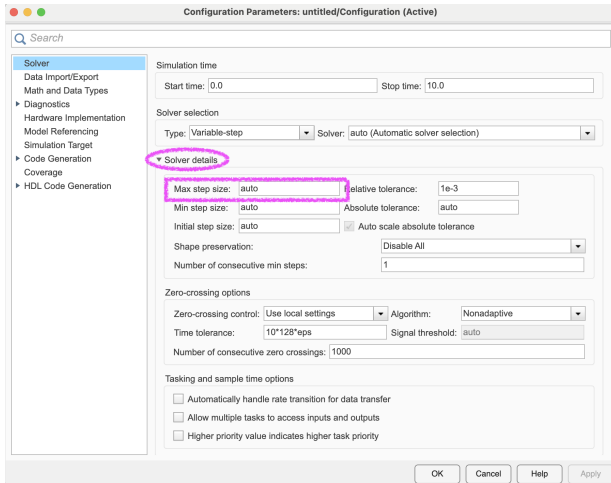 Configuration Parameters: untitled/Configuration (Active)
Search
Solver
Data Import/Export
Math and Data Types
Diagnostics
Hardware Implementation
Model Referencing
Simulation Target
Code Generation
Coverage
HDL Code Generation
Simulation time
Start time: 0.0 Stop time: 10.0
Solver selection
Type: Variable-step Solver: auto (Automatic solver selection)
Solver details
Max step size: auto Relative tolerance: 1e-3
Min step size: auto Absolute tolerance: auto
Initial step size: auto Auto scale absolute tolerance
Shape preservation: Disable All
Number of consecutive min steps: 1
Zero-crossing options
Zero-crossing control: Use local settings Algorithm: Nonadaptive
Time tolerance: 10*128*eps Signal threshold: auto
Number of consecutive zero crossings: 1000
Tasking and sample time options
Automatically handle rate transition for data transfer
Allow multiple tasks to access inputs and outputs
Higher priority value indicates higher task priority
OK Cancel Help Apply